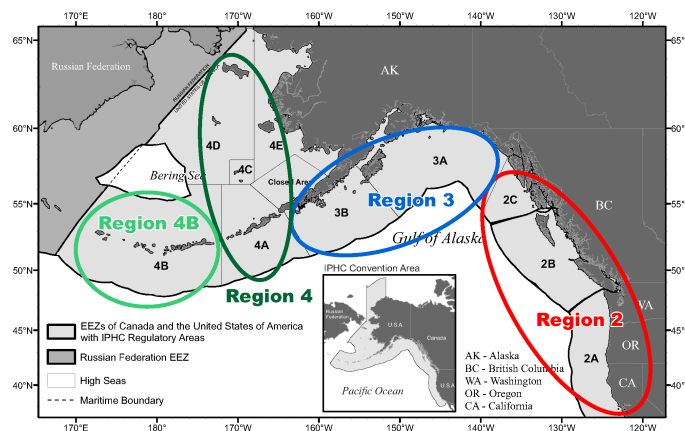 170°W
180°W
170°W
160°W
150°W
140°W
130°W
120°W
65°N
65°
Russian Federation
RUSSIAN FEDERATION
AK
60°N
60°
4D
4E
3A
4C
Bering Sea
Closed Area
55°N
55°
Region 3
2C
BC
3B
Region 4B
Gulf of Alaska
4A
4B
2B
50°N
50°
IPHC Convention Area
Region 4
Russian
Federation
U.S.A.
Canada
U.S.A
Pacific Ocean
WA
Region 2
45°N
45°
OR
2A
CA
40°N
40°
EEZs of Canada and the United States of America
with IPHC Regulatory Areas
Russian Federation EEZ
High Seas
Maritime Boundary
AK - Alaska
BC - British Columbia
WA - Washington
OR - Oregon
CA - California
170°W
180°W
170°W
160°W
150°W
140°W
130°W
120°W